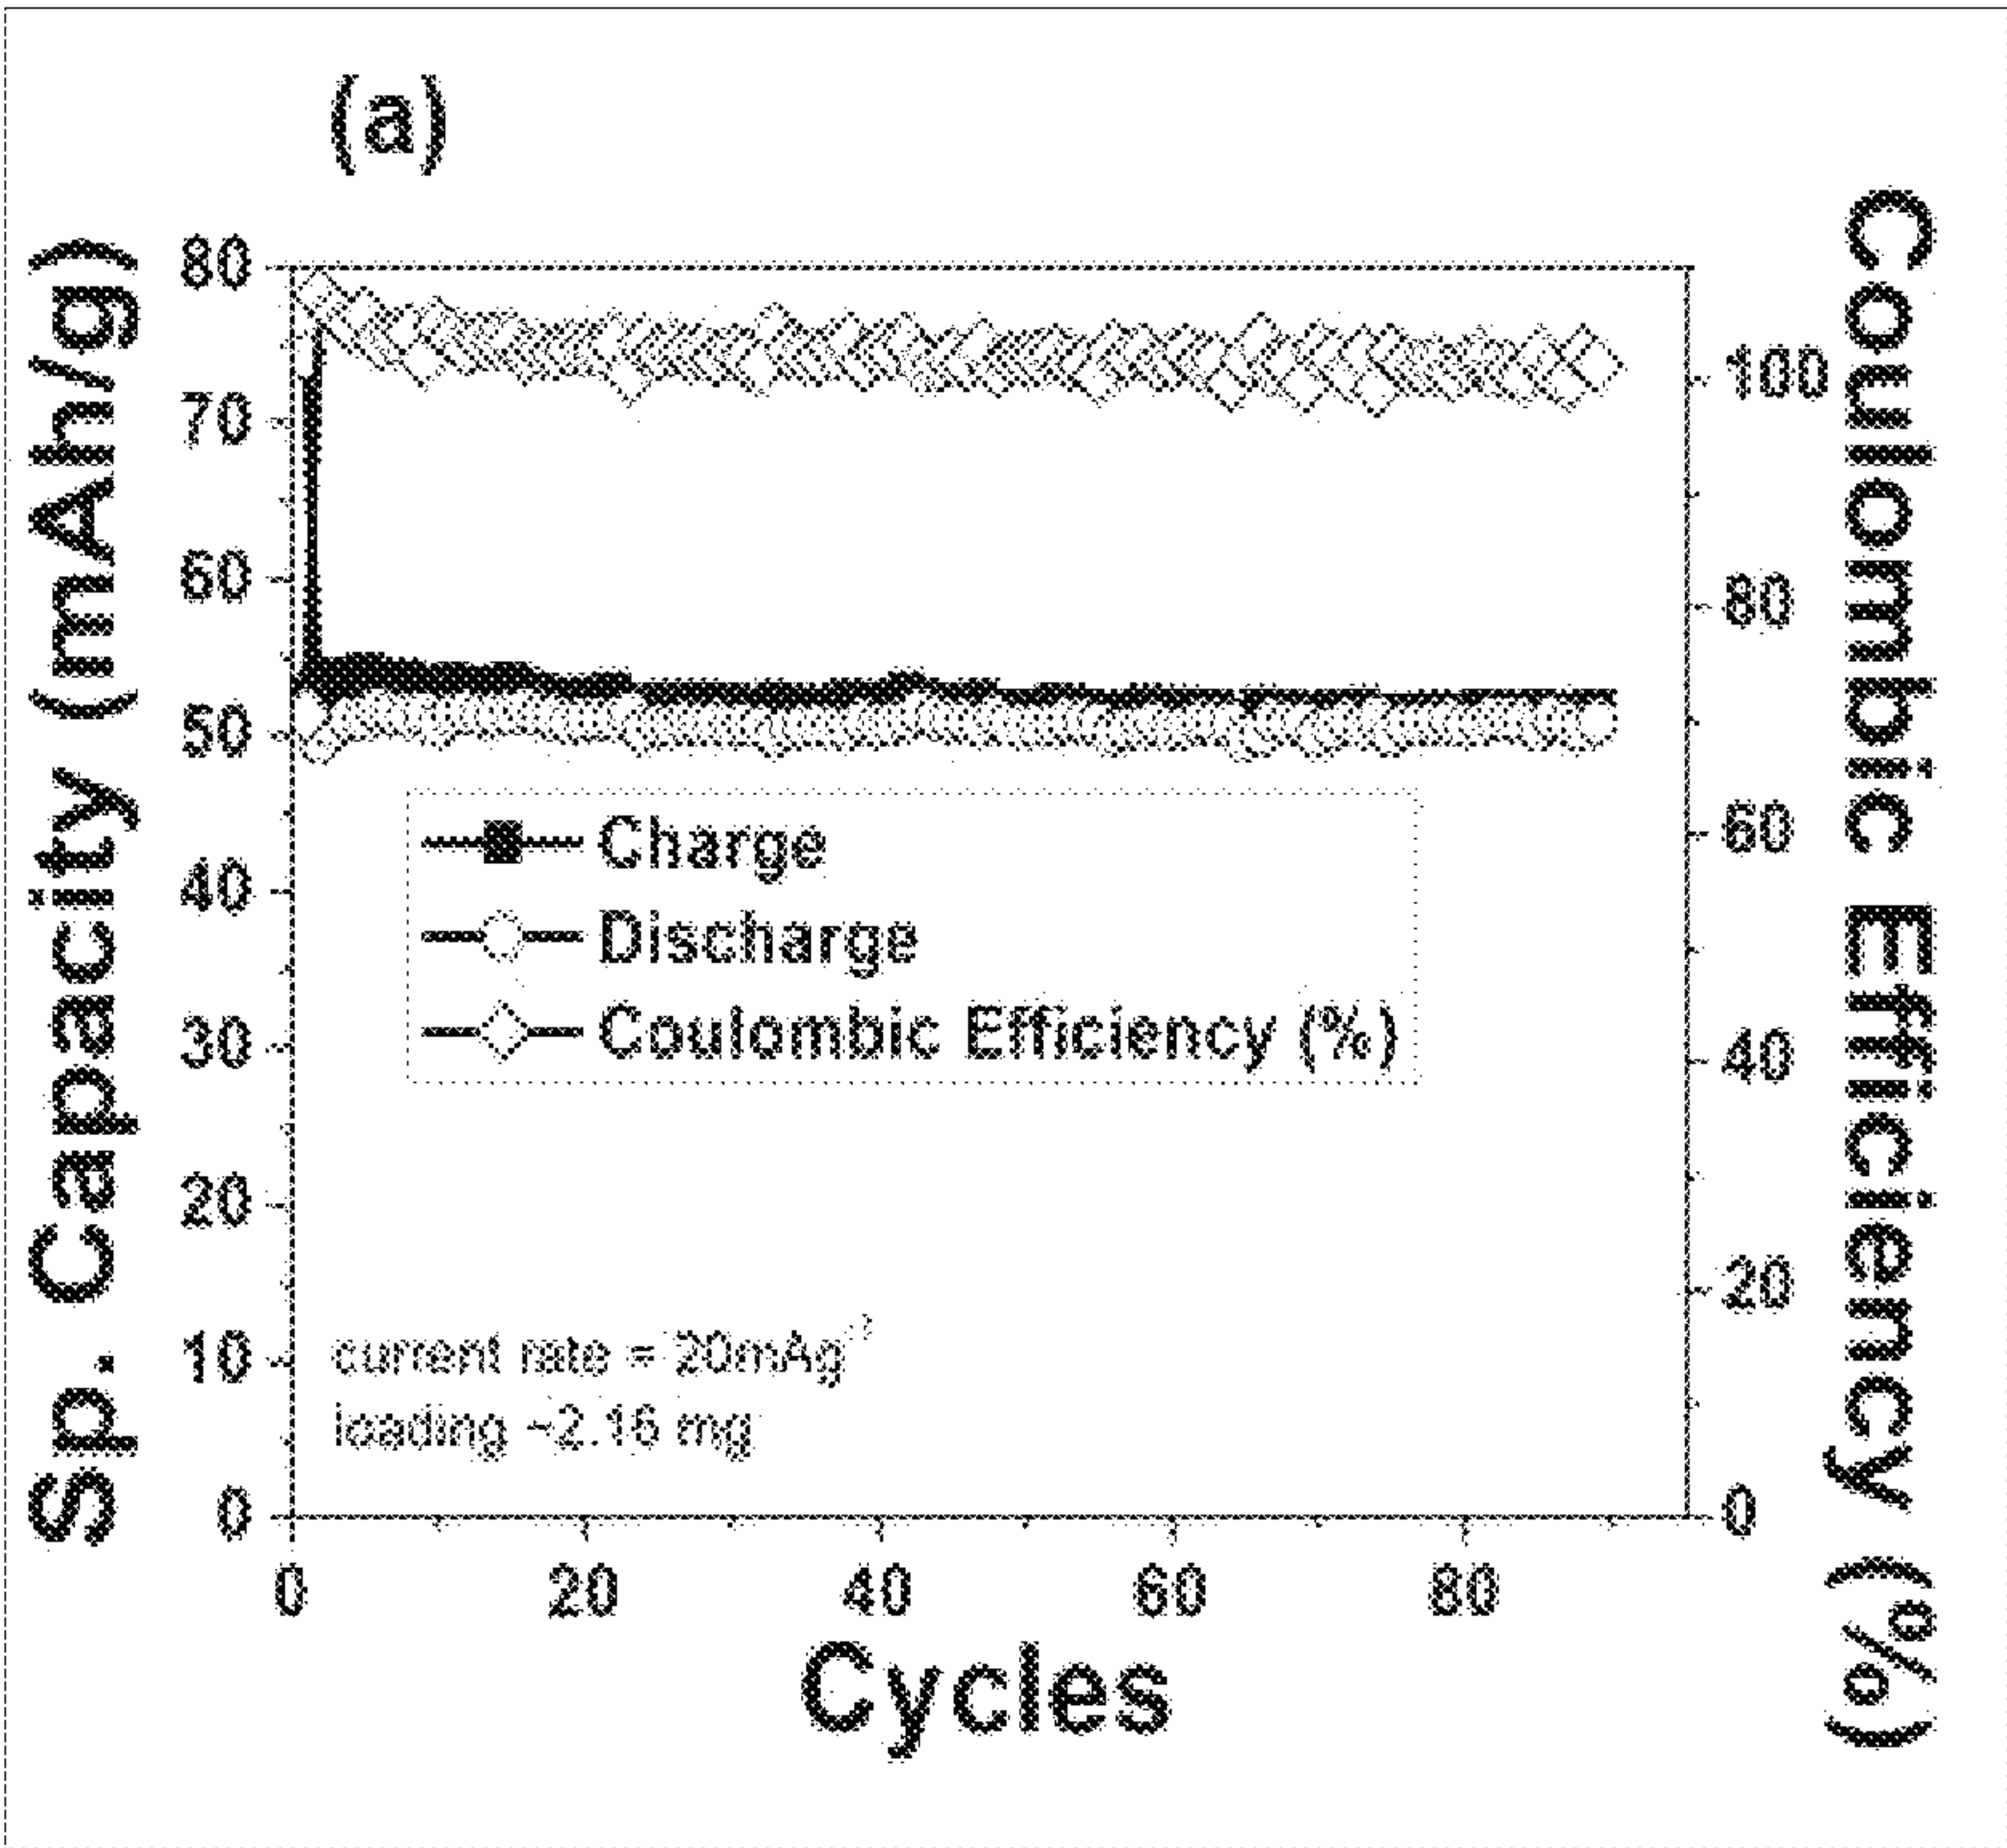 (a)
Sp. Capacity (mAh/g)
80
70
60
50
40
30
20
10
0
Charge
Discharge
Coulombic Efficiency (%)
current rate = 20mAg
loading ~2.16 mg
100
80
60
40
20
0
Coulombic Efficiency (%)
0 20 40 60 80
Cycles